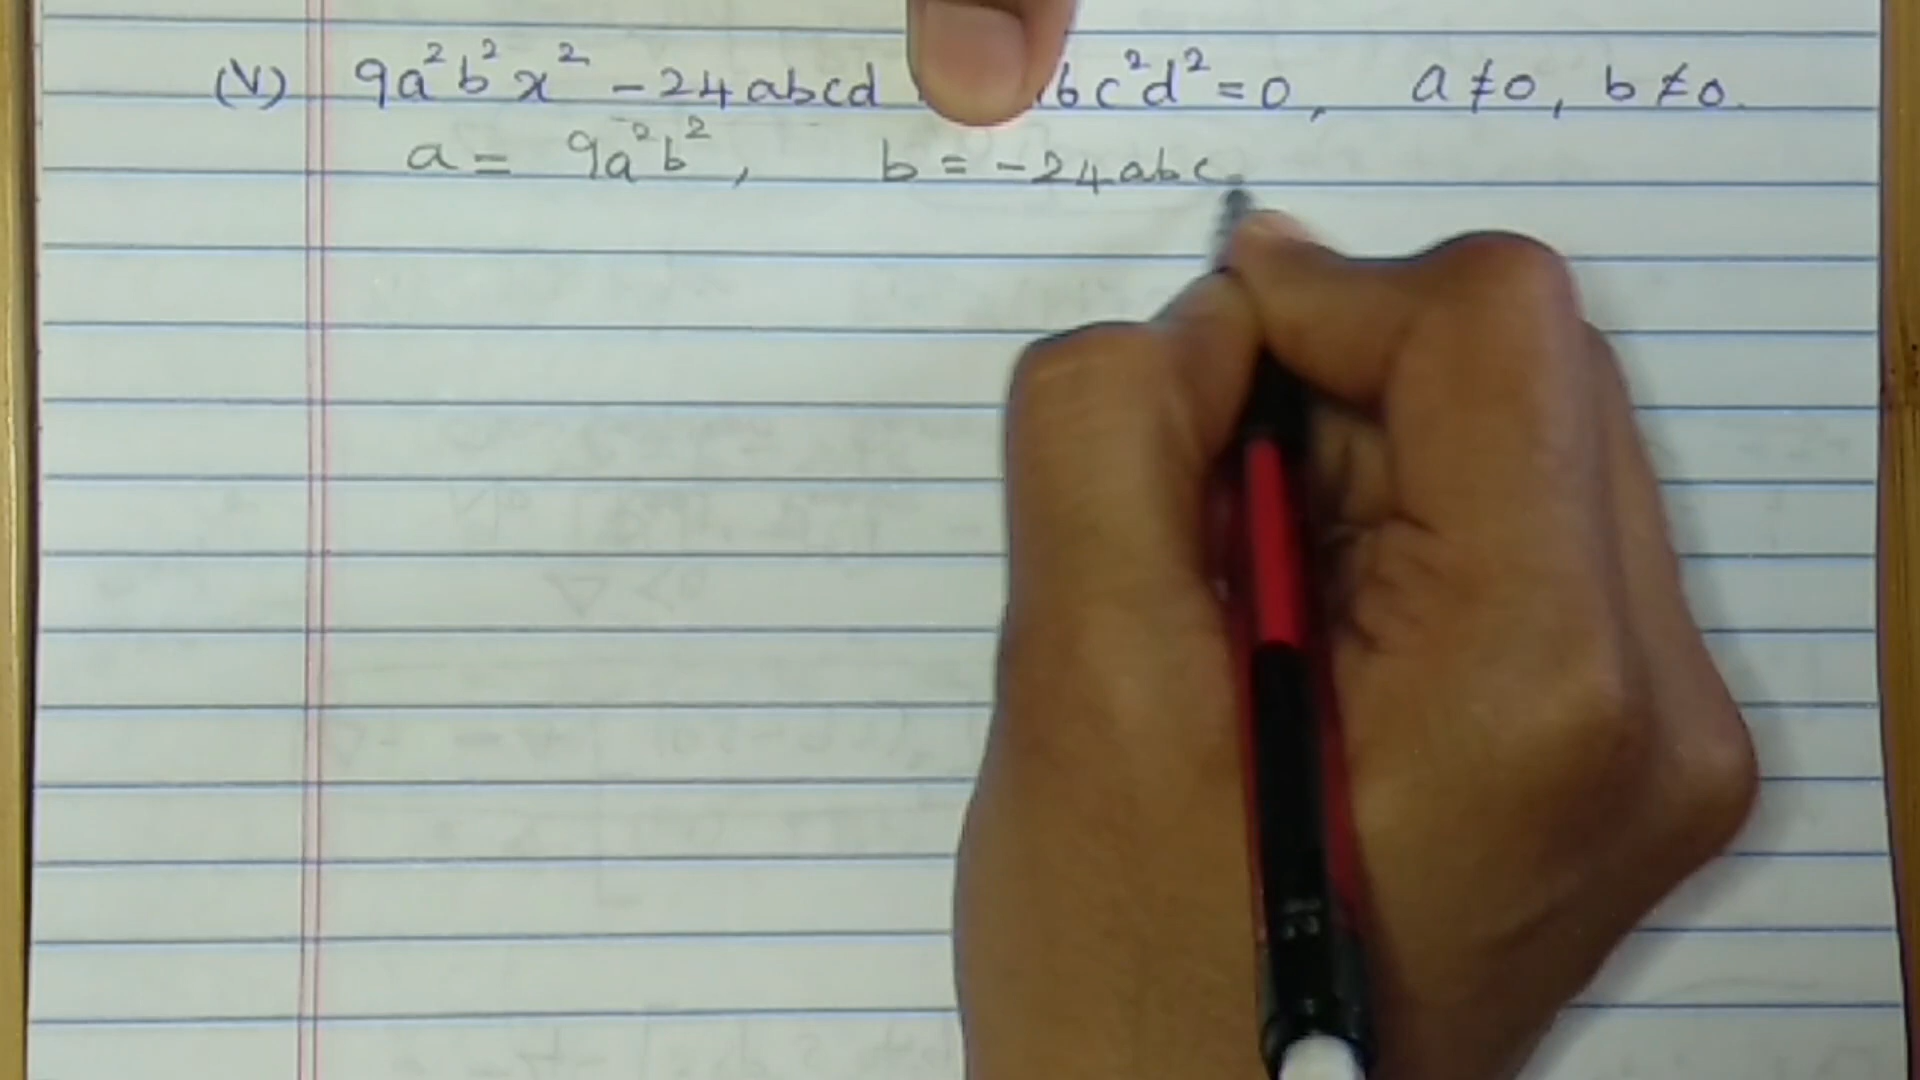 (V) 9a²b²x² - 24abcd 6c²d² = 0, a ≠ 0, b ≠ 0.
a = 9a²b², b = -24abc